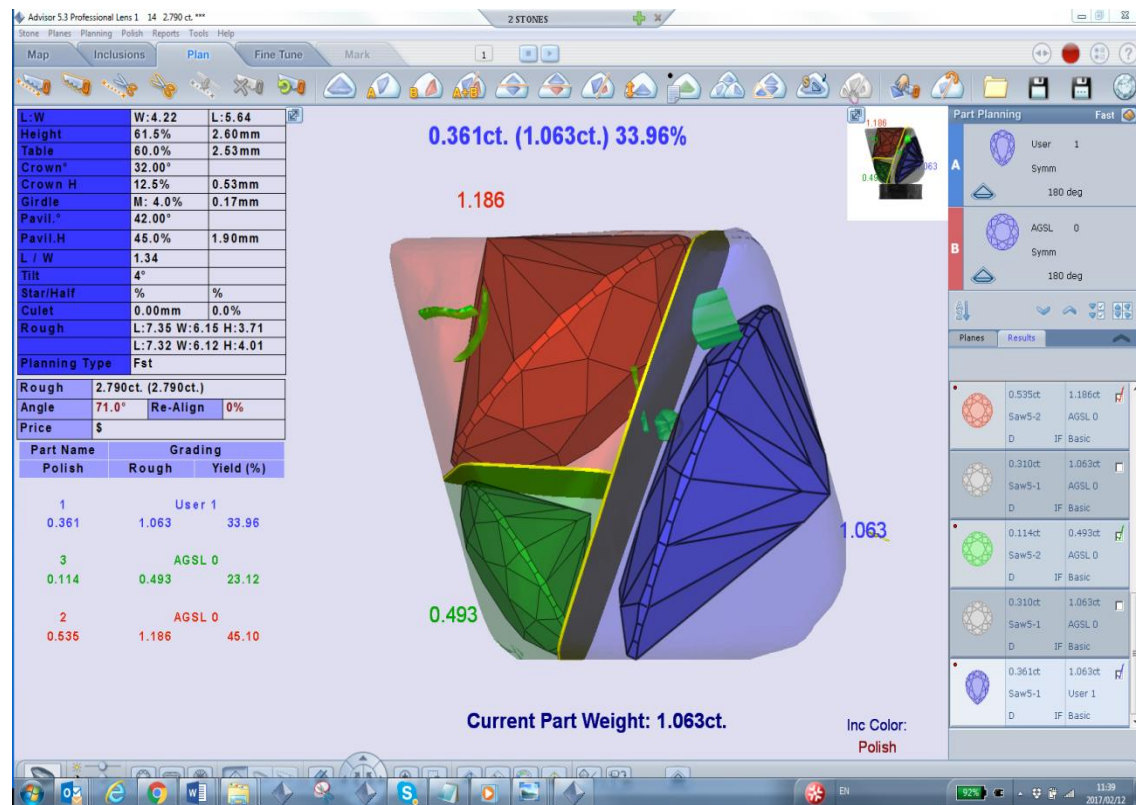 Advisor 5.3 Professional Lens 1 14 2.790 ct. ***
2 STONES
Stone Planes Planning Polish Reports Tools Help
Map Inclusions Plan Fine Tune Mark 1
L:W W:4.22 L:5.64
Height 61.5% 2.60mm
Table 60.0% 2.53mm
Crown° 32.00°
Crown H 12.5% 0.53mm
Girdle M: 4.0% 0.17mm
Pavil.° 42.00°
Pavil.H 45.0% 1.90mm
L / W 1.34
Tilt 4°
Star/Half % %
Culet 0.00mm 0.0%
Rough L:7.35 W:6.15 H:3.71
L:7.32 W:6.12 H:4.01
Planning Type Fst
Rough 2.790ct. (2.790ct.)
Angle 71.0° Re-Align 0%
Price $
Part Name Grading
Polish Rough Yield (%)
1 User 1
0.361 1.063 33.96
3 AGSL 0
0.114 0.493 23.12
2 AGSL 0
0.535 1.186 45.10
0.361ct. (1.063ct.) 33.96%
1.186
1.063
0.493
Current Part Weight: 1.063ct.
Inc Color:
Polish
1.186
063
0.49
Part Planning Fast
A
User 1
Symm
180 deg
B
AGSL 0
Symm
180 deg
Planes Results
0.535ct 1.186ct
Saw5-2 AGSL 0
D IF Basic
0.310ct 1.063ct
Saw5-1 AGSL 0
D IF Basic
0.114ct 0.493ct
Saw5-2 AGSL 0
D IF Basic
0.310ct 1.063ct
Saw5-1 AGSL 0
D IF Basic
0.361ct 1.063ct
Saw5-1 User 1
D IF Basic
EN
92%
11:39
2017/02/12